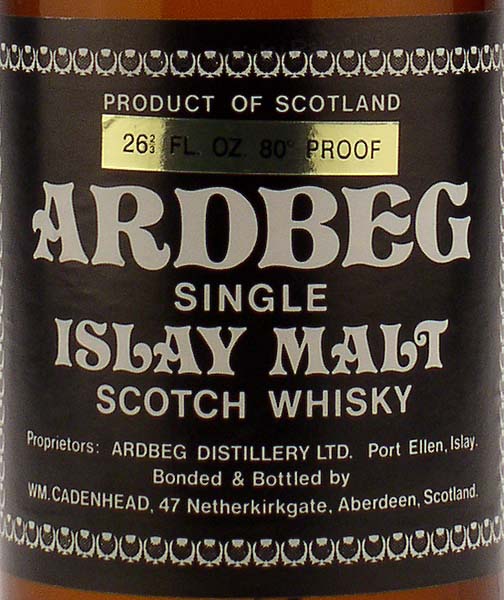 PRODUCT OF SCOTLAND
26⅔ FL. OZ. 80° PROOF
ARDBEG
SINGLE
ISLAY MALT
SCOTCH WHISKY
Proprietors: ARDBEG DISTILLERY LTD. Port Ellen, Islay.
Bonded & Bottled by
WM. CADENHEAD, 47 Netherkirkgate, Aberdeen, Scotland.